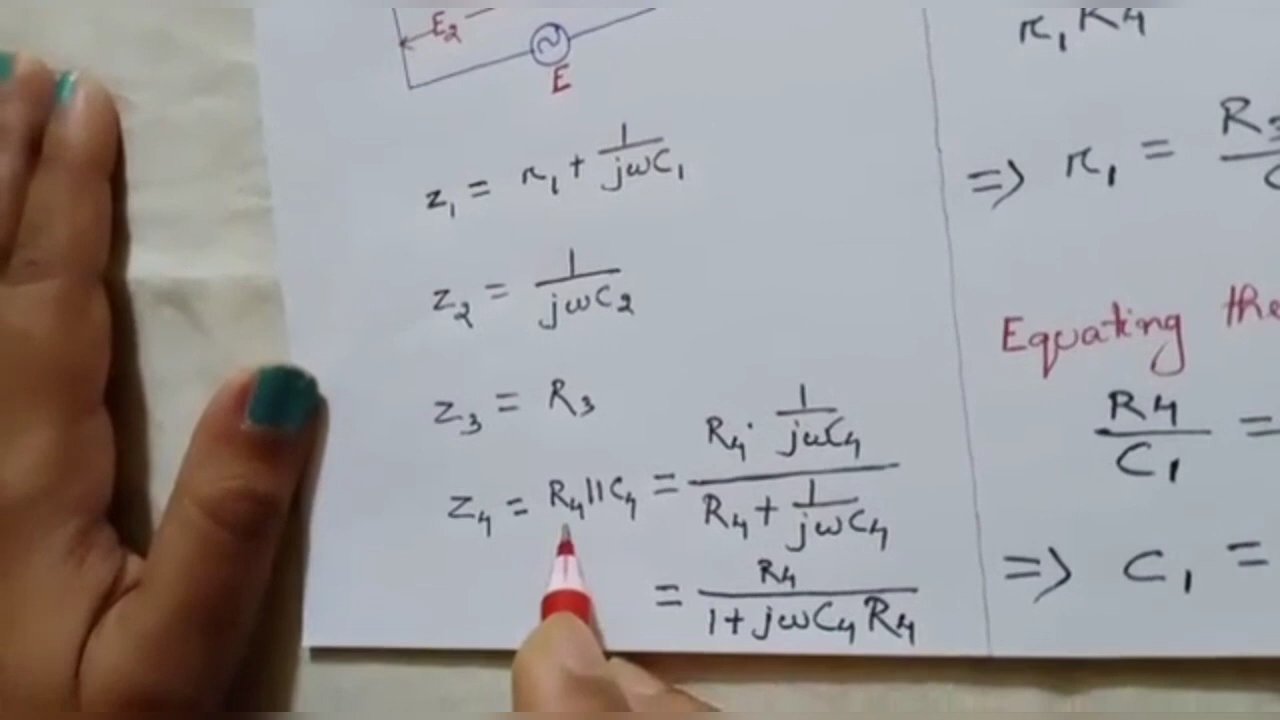 E₂
E
z₁ = r₁ + 1/jωC₁
z₂ = 1/jωC₂
z₃ = R₃
z₄ = R₄||C₄ = (R₄ · 1/jωC₄)/(R₄ + 1/jωC₄)
= R₄/(1 + jωC₄R₄)
r₁R₄
=> r₁ =
Equating the
R₄/C₁ =
=> C₁ =